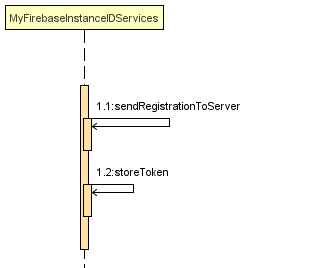 MyFirebaseInstanceIDServices
1.1:sendRegistrationToServer
1.2:storeToken